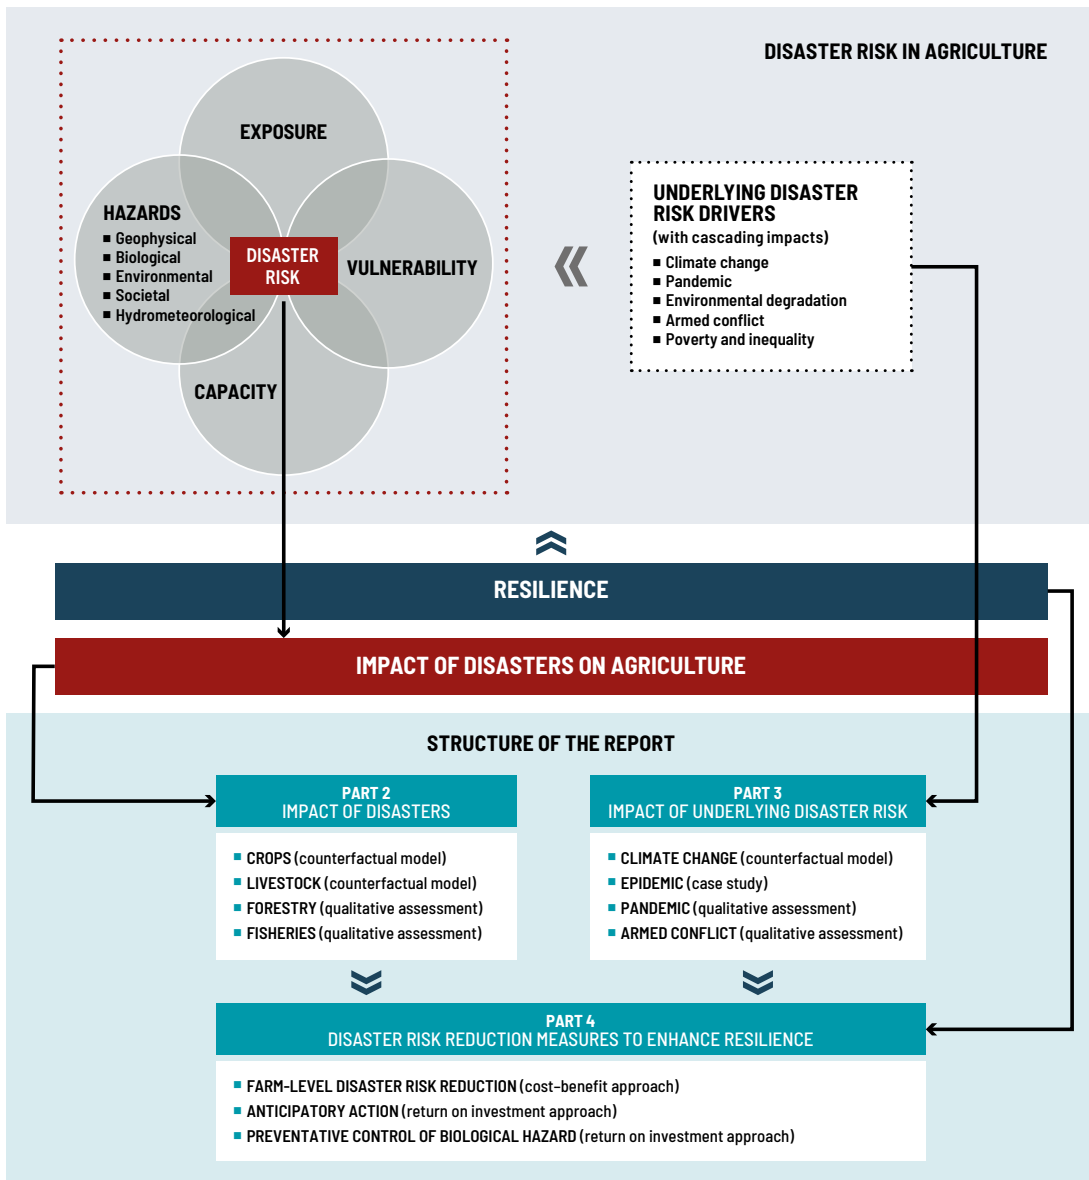 DISASTER RISK IN AGRICULTURE
EXPOSURE
HAZARDS
■ Geophysical
■ Biological
■ Environmental
■ Societal
■ Hydrometeorological
DISASTER
RISK
VULNERABILITY
CAPACITY
UNDERLYING DISASTER
RISK DRIVERS
(with cascading impacts)
■ Climate change
■ Pandemic
■ Environmental degradation
■ Armed conflict
■ Poverty and inequality
RESILIENCE
IMPACT OF DISASTERS ON AGRICULTURE
STRUCTURE OF THE REPORT
PART 2
IMPACT OF DISASTERS
■ CROPS (counterfactual model)
■ LIVESTOCK (counterfactual model)
■ FORESTRY (qualitative assessment)
■ FISHERIES (qualitative assessment)
PART 3
IMPACT OF UNDERLYING DISASTER RISK
■ CLIMATE CHANGE (counterfactual model)
■ EPIDEMIC (case study)
■ PANDEMIC (qualitative assessment)
■ ARMED CONFLICT (qualitative assessment)
PART 4
DISASTER RISK REDUCTION MEASURES TO ENHANCE RESILIENCE
■ FARM-LEVEL DISASTER RISK REDUCTION (cost–benefit approach)
■ ANTICIPATORY ACTION (return on investment approach)
■ PREVENTATIVE CONTROL OF BIOLOGICAL HAZARD (return on investment approach)